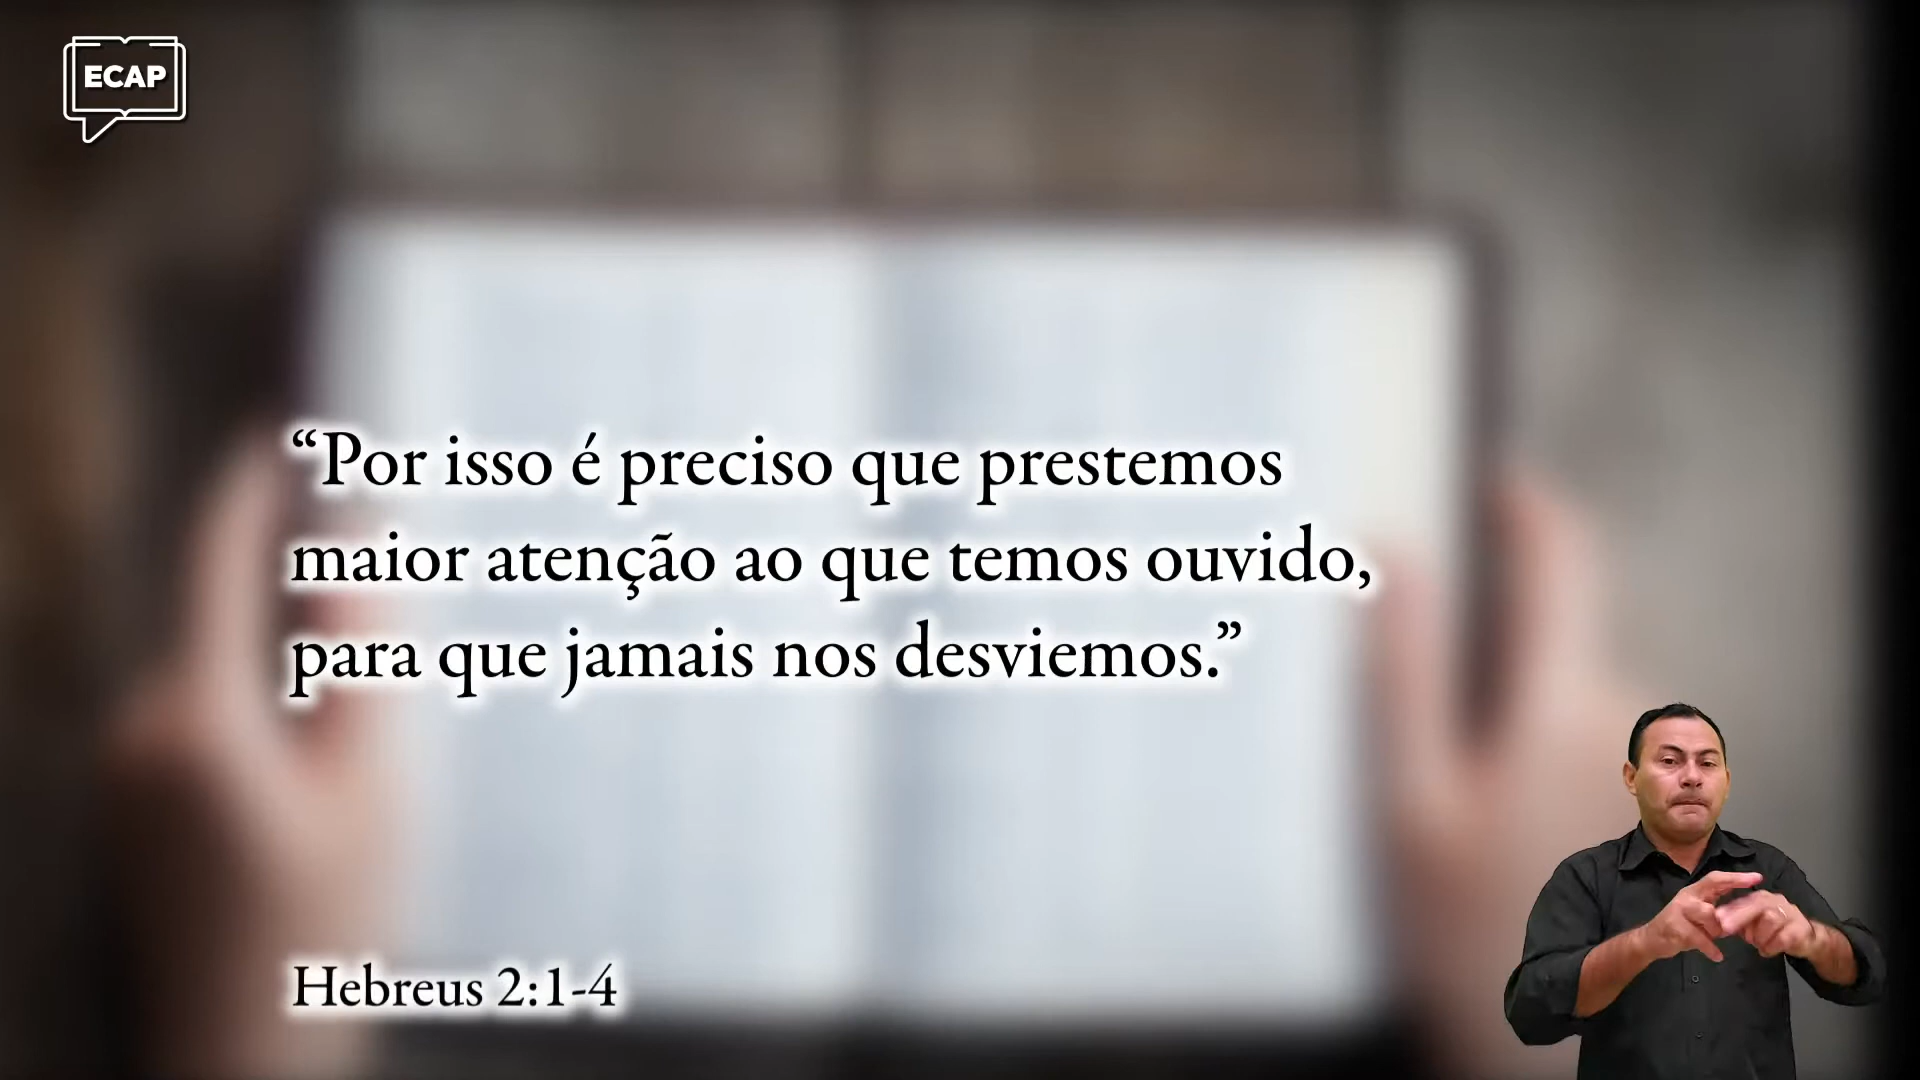 ECAP
“Por isso é preciso que prestemos
maior atenção ao que temos ouvido,
para que jamais nos desviemos.”
Hebreus 2:1-4